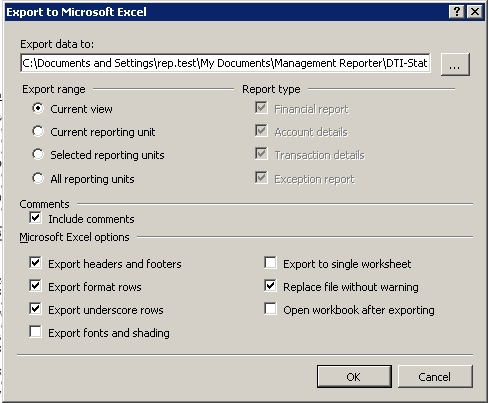 Export to Microsoft Excel
Export data to:
C:\Documents and Settings\rep.test\My Documents\Management Reporter\DTI-Stat
...
Export range
Report type
Current view
Financial report
Current reporting unit
Account details
Selected reporting units
Transaction details
All reporting units
Exception report
Comments
Include comments
Microsoft Excel options
Export headers and footers
Export to single worksheet
Export format rows
Replace file without warning
Export underscore rows
Open workbook after exporting
Export fonts and shading
OK
Cancel